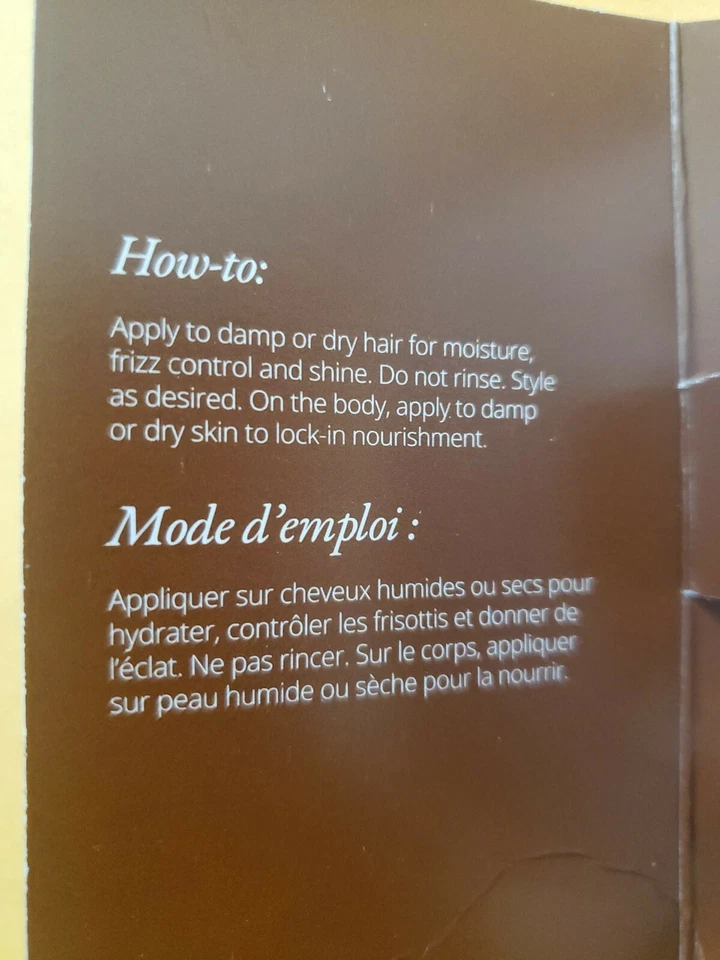 How-to:
Apply to damp or dry hair for moisture,
frizz control and shine. Do not rinse. Style
as desired. On the body, apply to damp
or dry skin to lock-in nourishment.
Mode d’emploi :
Appliquer sur cheveux humides ou secs pour
hydrater, contrôler les frisottis et donner de
l’éclat. Ne pas rincer. Sur le corps, appliquer
sur peau humide ou sèche pour la nourrir.